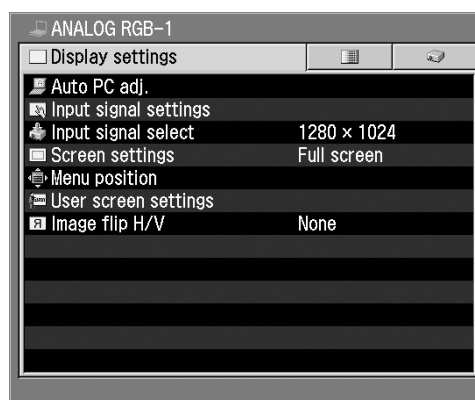 ANALOG RGB-1
Display settings
Auto PC adj.
Input signal settings
Input signal select 1280 × 1024
Screen settings Full screen
Menu position
User screen settings
Image flip H/V None